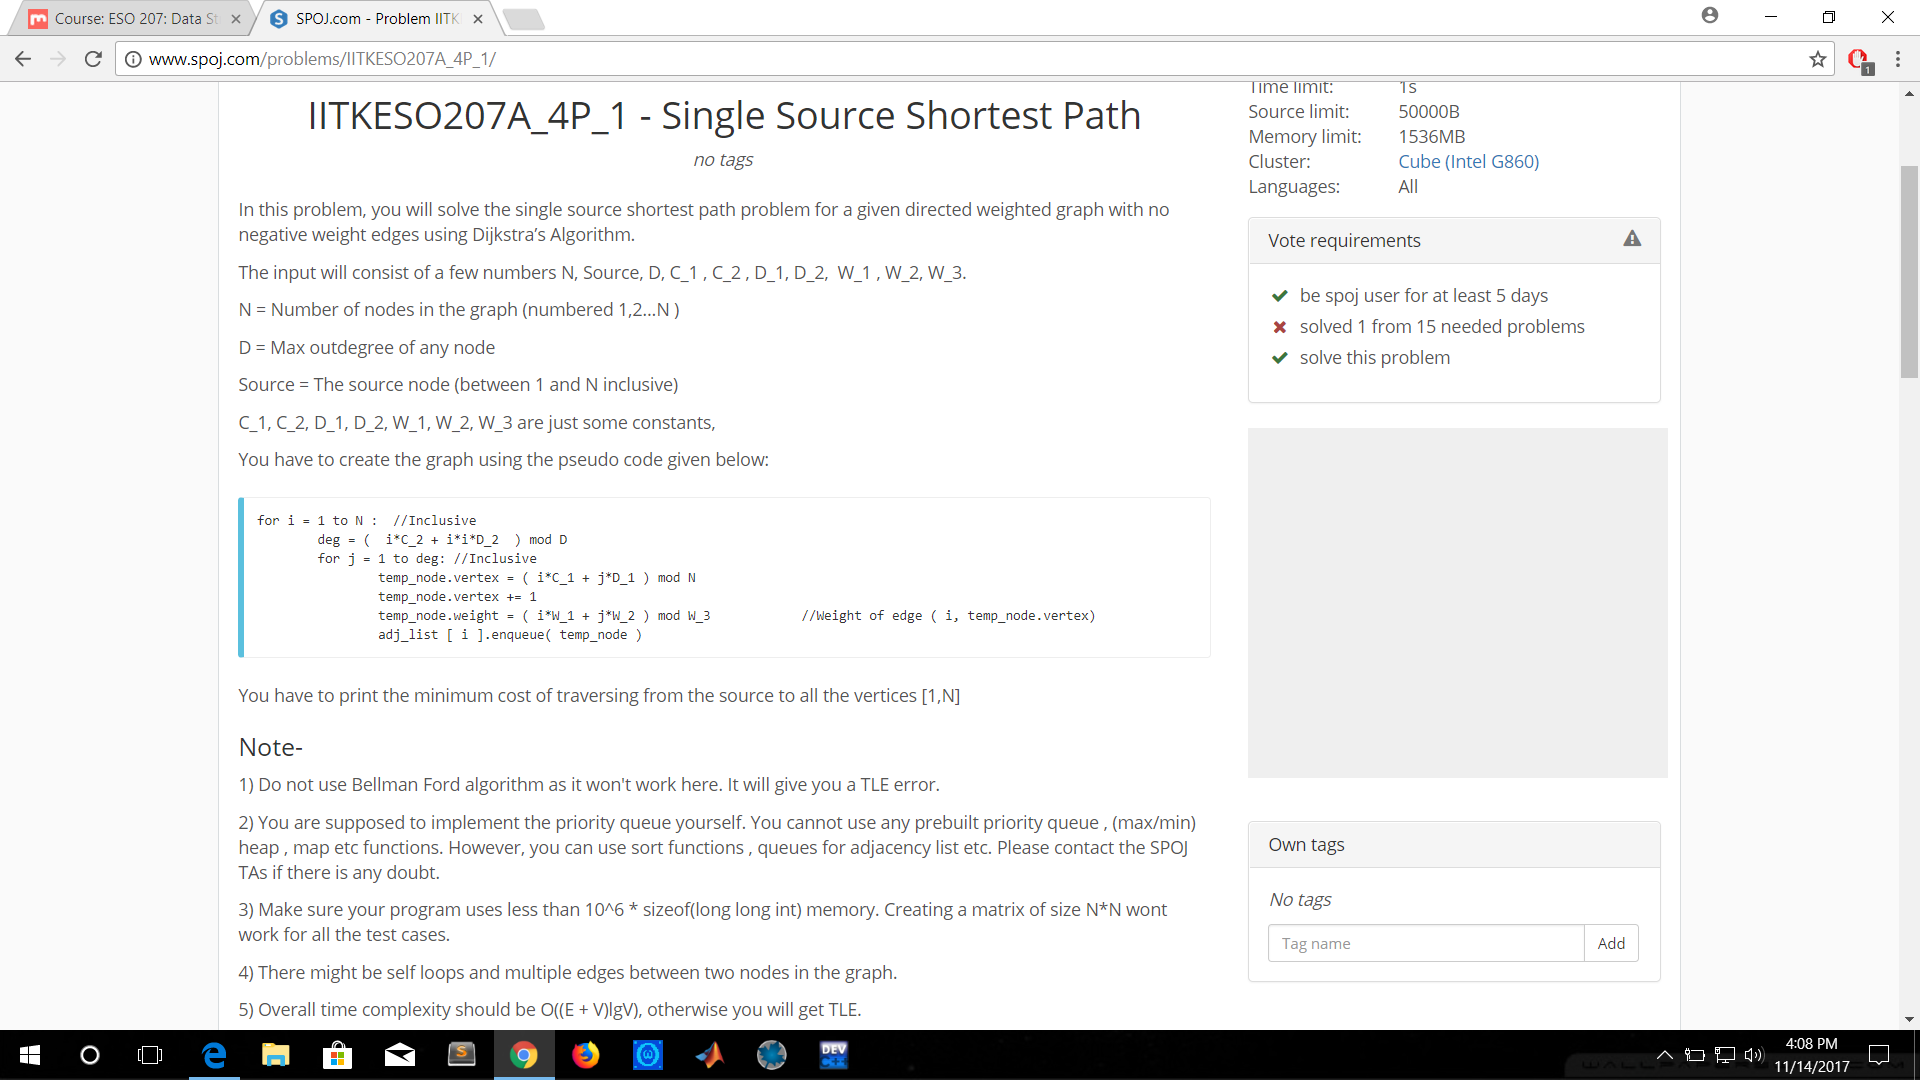 Course: ESO 207: Data St
SPOJ.com - Problem IITK
www.spoj.com/problems/IITKESO207A_4P_1/
1
IITKESO207A_4P_1 - Single Source Shortest Path
no tags
In this problem, you will solve the single source shortest path problem for a given directed weighted graph with no
negative weight edges using Dijkstra’s Algorithm.
The input will consist of a few numbers N, Source, D, C_1 , C_2 , D_1, D_2,  W_1 , W_2, W_3.
N = Number of nodes in the graph (numbered 1,2...N )
D = Max outdegree of any node
Source = The source node (between 1 and N inclusive)
C_1, C_2, D_1, D_2, W_1, W_2, W_3 are just some constants,
You have to create the graph using the pseudo code given below:
for i = 1 to N :  //Inclusive
deg = (  i*C_2 + i*i*D_2  ) mod D
for j = 1 to deg: //Inclusive
temp_node.vertex = ( i*C_1 + j*D_1 ) mod N
temp_node.vertex += 1
temp_node.weight = ( i*W_1 + j*W_2 ) mod W_3 //Weight of edge ( i, temp_node.vertex)
adj_list [ i ].enqueue( temp_node )
You have to print the minimum cost of traversing from the source to all the vertices [1,N]
Note-
1) Do not use Bellman Ford algorithm as it won't work here. It will give you a TLE error.
2) You are supposed to implement the priority queue yourself. You cannot use any prebuilt priority queue , (max/min)
heap , map etc functions. However, you can use sort functions , queues for adjacency list etc. Please contact the SPOJ
TAs if there is any doubt.
3) Make sure your program uses less than 10^6 * sizeof(long long int) memory. Creating a matrix of size N*N wont
work for all the test cases.
4) There might be self loops and multiple edges between two nodes in the graph.
5) Overall time complexity should be O((E + V)lgV), otherwise you will get TLE.
Time limit: 1s
Source limit: 50000B
Memory limit: 1536MB
Cluster: Cube (Intel G860)
Languages: All
Vote requirements
be spoj user for at least 5 days
solved 1 from 15 needed problems
solve this problem
Own tags
No tags
Tag name
Add
DEV
C++
4:08 PM
11/14/2017